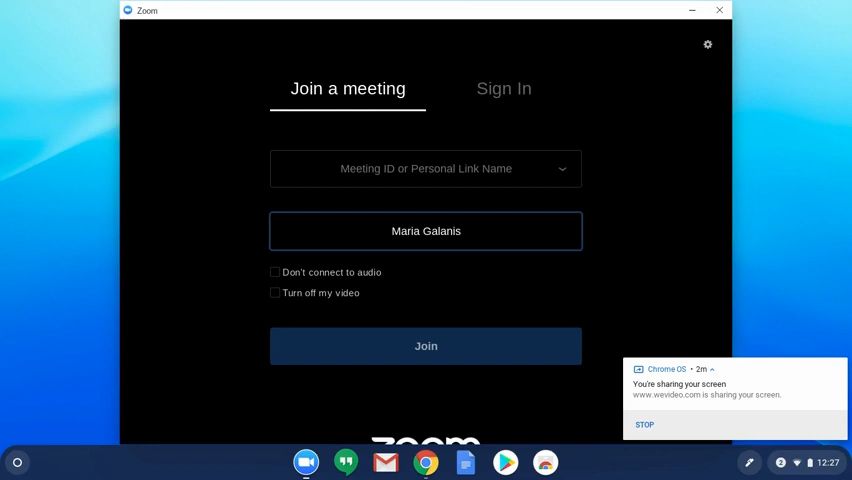 Zoom
Join a meeting
Sign In
Meeting ID or Personal Link Name
Maria Galanis
Don't connect to audio
Turn off my video
Join
zoom
Chrome OS • 2m
You're sharing your screen
www.wevideo.com is sharing your screen.
STOP
2
12:27